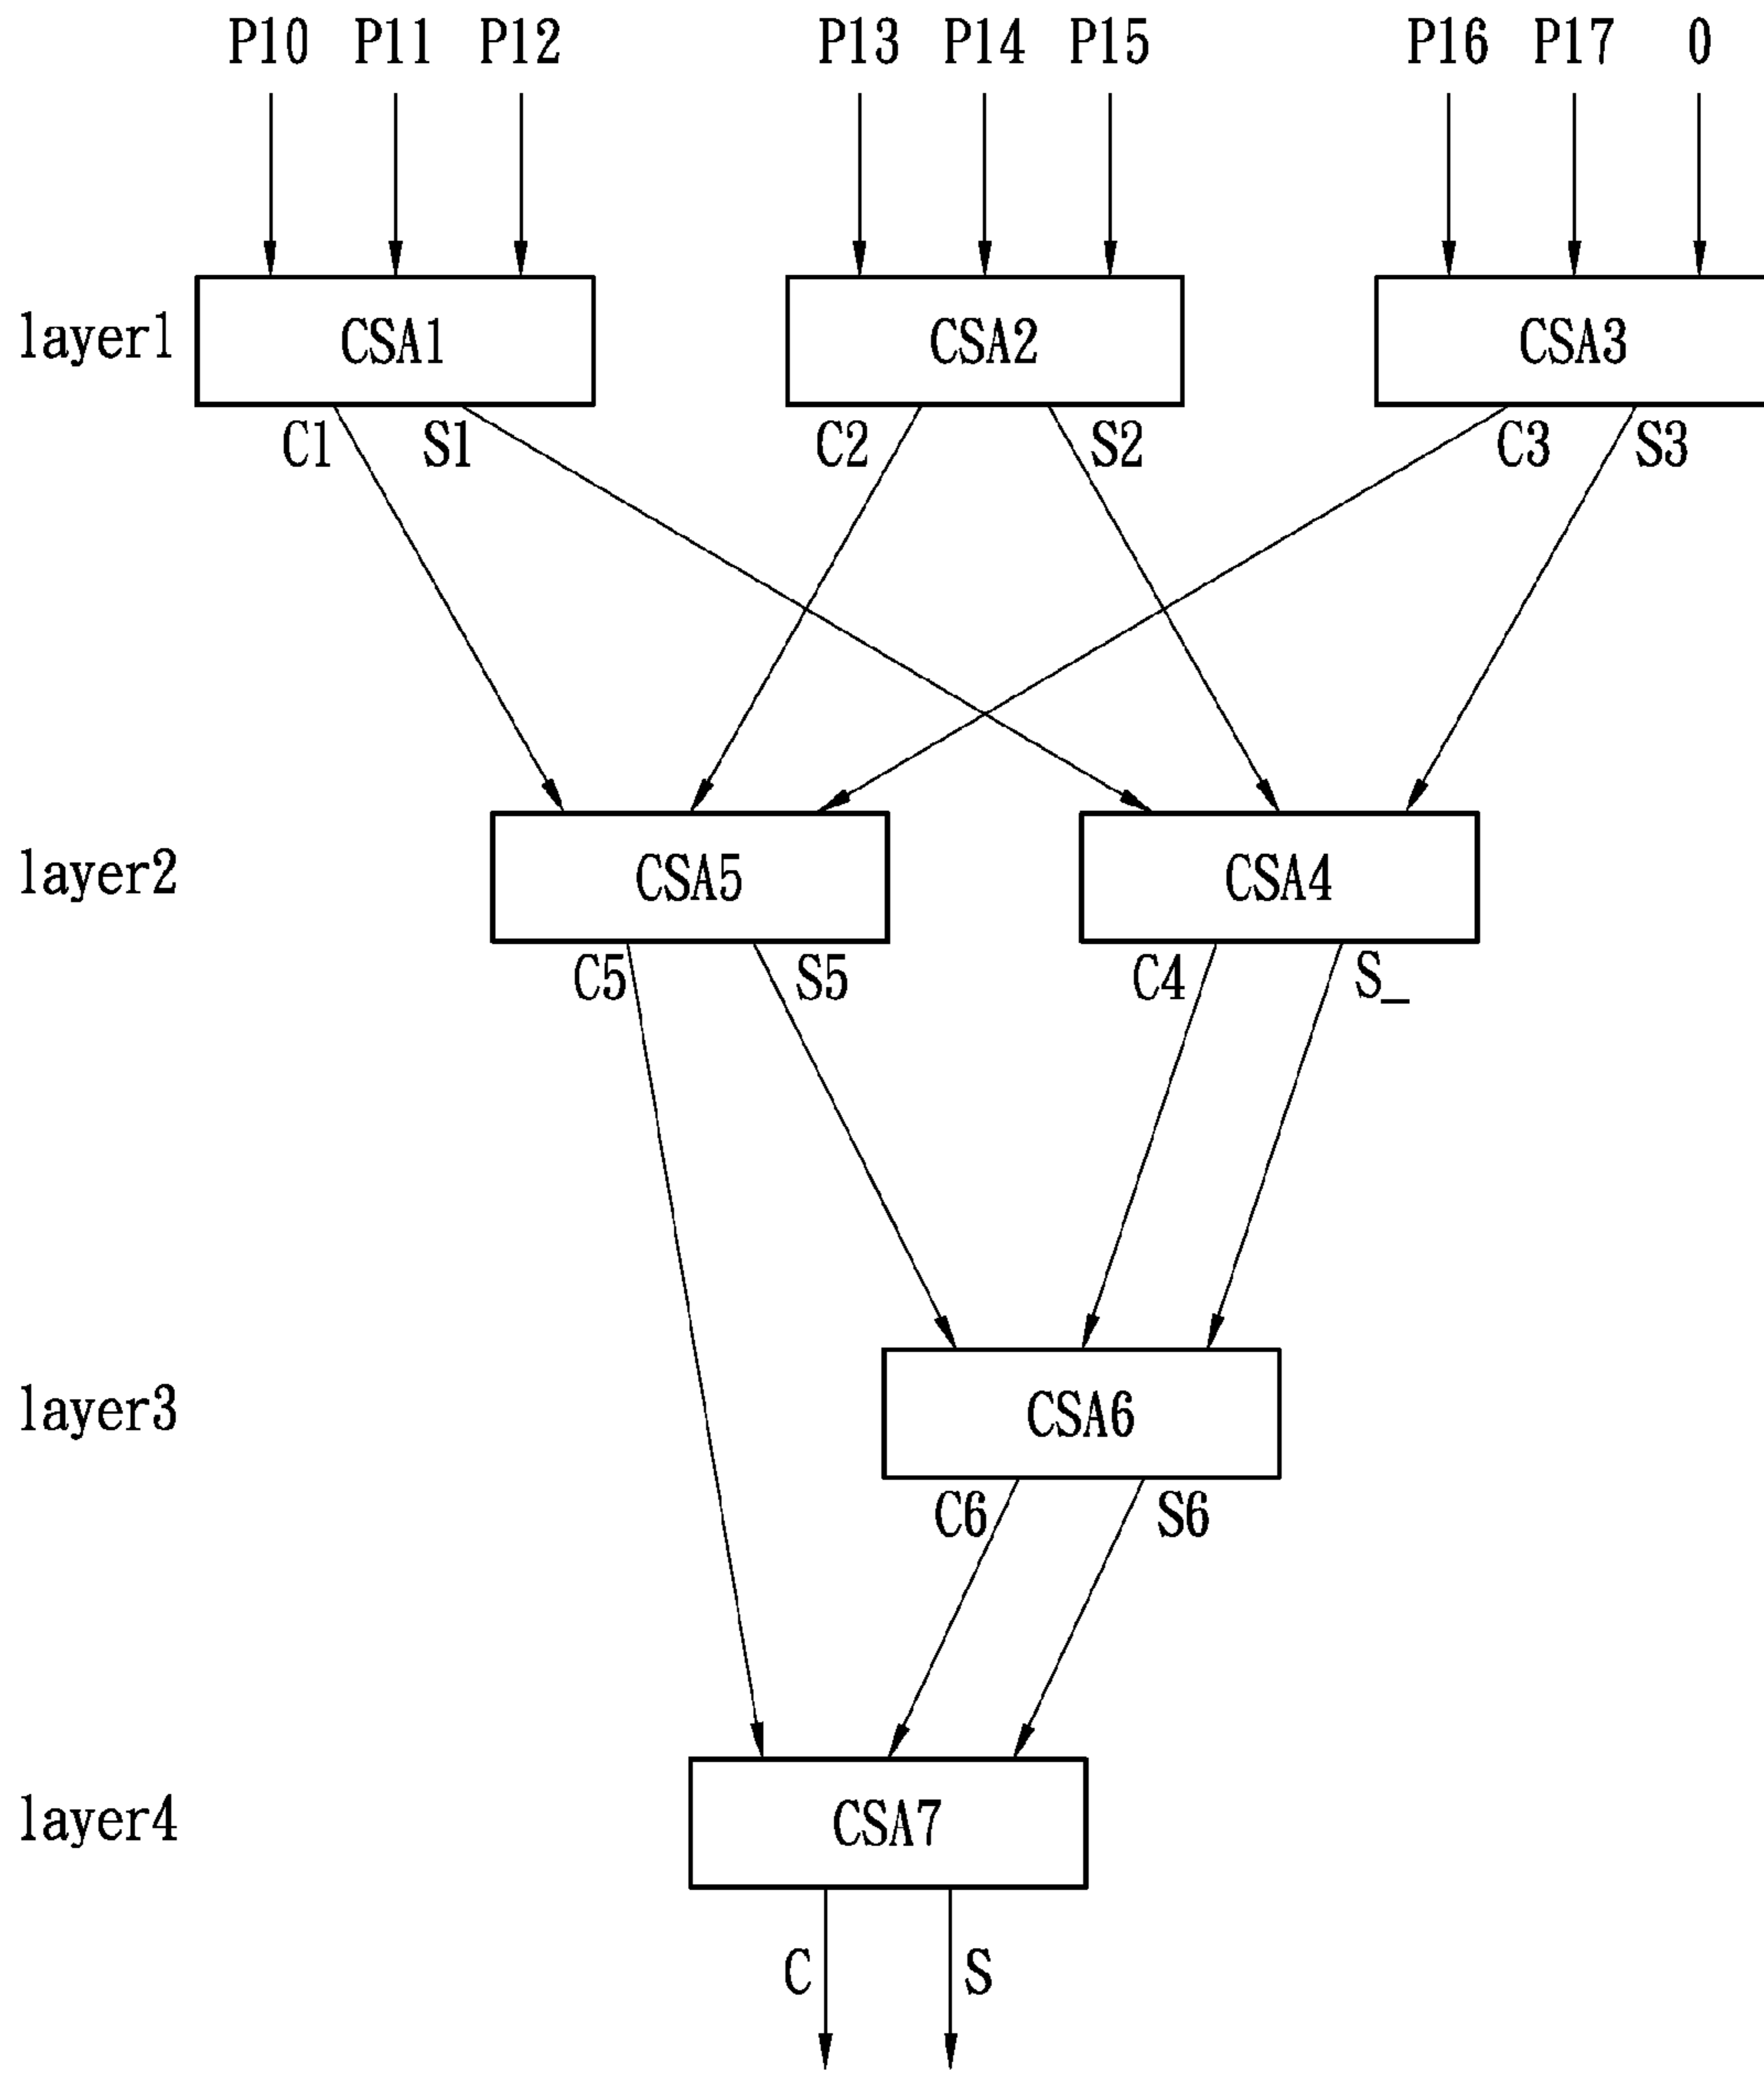 P10 P11 P12 P13 P14 P15 P16 P17 0
layer1 CSA1 CSA2 CSA3
C1 S1 C2 S2 C3 S3
layer2 CSA5 CSA4
C5 S5 C4 S_
layer3 CSA6
C6 S6
layer4 CSA7
C S